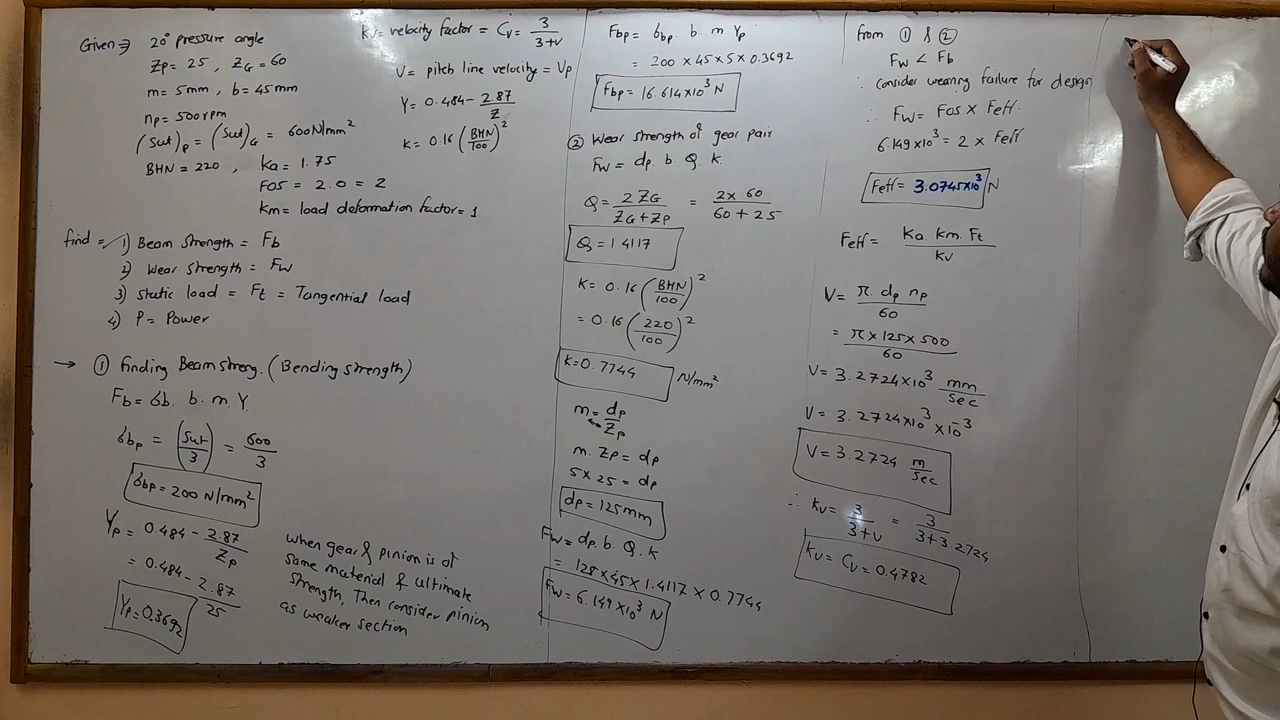 Given ⇒ 20° pressure angle
Zp = 25 , ZG = 60
m = 5mm , b = 45mm
np = 500rpm
(Sut)p = (Sut)G = 600N/mm²
BHN = 220 , ka = 1.75
FOS = 2.0 = 2
km = load deformation factor = 1
kv = velocity factor = Cv = 3/(3+v)
V = pitch line velocity = Vp
Y = 0.484 - 2.87/Z
k = 0.16 (BHN/100)²
find = 1) Beam strength = Fb
2) Wear strength = Fw
3) Static load = Ft = Tangential load
4) P = Power
→ ① finding Beam streng. (Bending strength)
Fb = σb. b. m. Y
σbp = (Sut/3) = 600/3
σbp = 200 N/mm²
Yp = 0.484 - 2.87/Zp
= 0.484 - 2.87/25
Yp = 0.3692
when gear & pinion is of
same material & ultimate
strength, Then consider pinion
as weaker section
Fbp = σbp. b. m Yp
= 200 × 45 × 5 × 0.3692
Fbp = 16.614×10³ N
② Wear strength of gear pair
Fw = dp. b. Q. k.
Q = 2ZG/(ZG+Zp) = (2× 60)/(60+25)
Q = 1.4117
k = 0.16 (BHN/100)²
= 0.16 (220/100)²
k = 0.7744 N/mm²
m = dp/Zp
m. Zp = dp
5 × 25 = dp
dp = 125mm
Fw = dp. b. Q. k
= 125×45×1.4117 × 0.7744
Fw = 6.149×10³ N
from ① & ②
Fw < Fb
∴ consider wearing failure for design
∴ Fw = FOS × Feff.
6.149×10³ = 2 × Feff
Feff = 3.0745×10³ N
Feff = (ka. km. Ft)/kv
V = (π. dp np)/60
= (π × 125 × 500)/60
V = 3.2724×10³ mm/sec
V = 3.2724×10³ ×10⁻³
V = 3.2724 m/sec
∴ kv = 3/(3+v) = 3/(3+3.2724)
kv = Cv = 0.4782